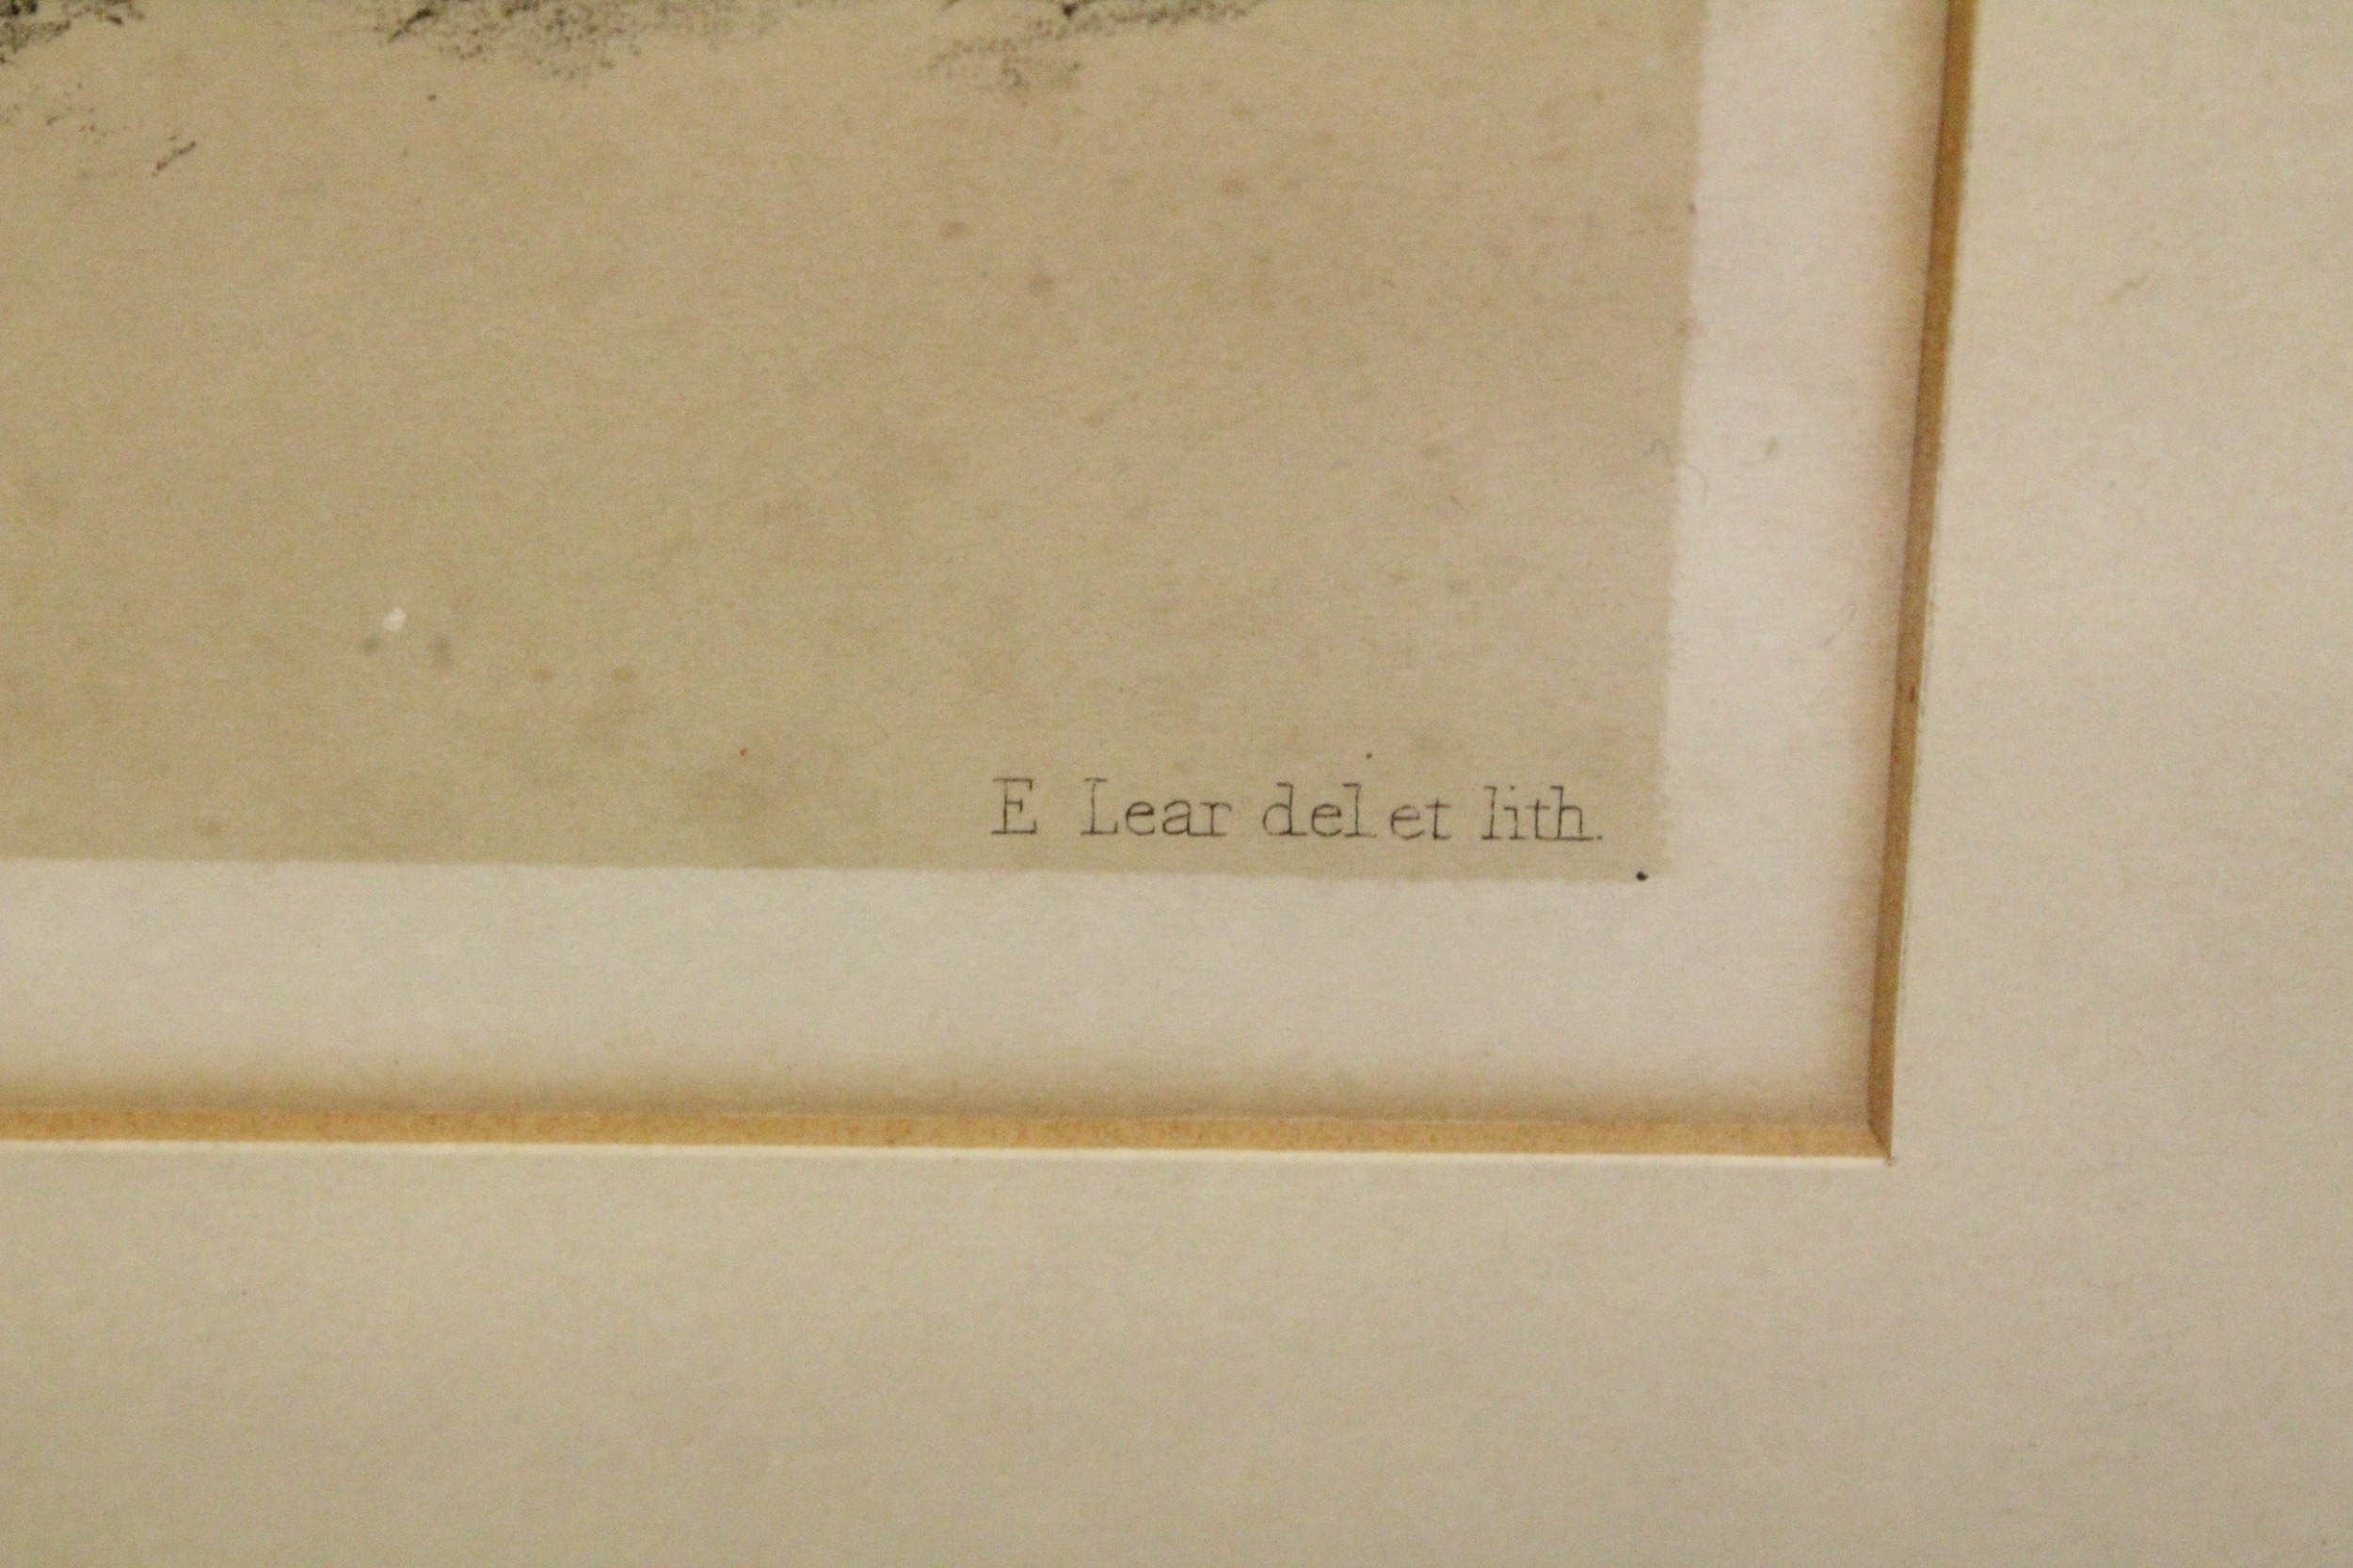 E Lear del et lith.